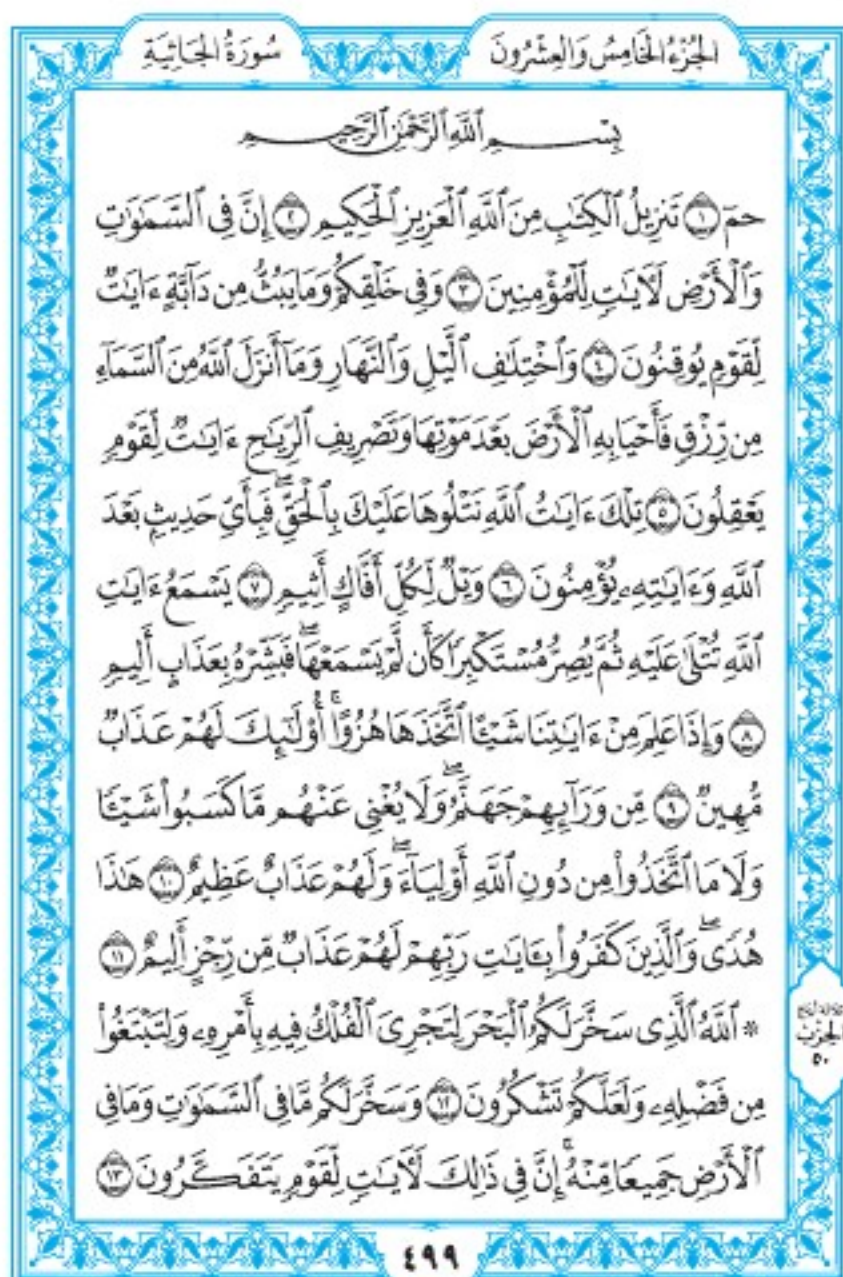 الجُزْءُ الخَامِسُ وَالعِشْرُونَ
سُورَةُ الجَاثِيَةِ
بِسْمِ ٱللَّهِ ٱلرَّحْمَٰنِ ٱلرَّحِيمِ
حمٓ ١ تَنزِيلُ ٱلْكِتَٰبِ مِنَ ٱللَّهِ ٱلْعَزِيزِ ٱلْحَكِيمِ ٢ إِنَّ فِى ٱلسَّمَٰوَٰتِ
وَٱلْأَرْضِ لَءَايَٰتٍ لِّلْمُؤْمِنِينَ ٣ وَفِى خَلْقِكُمْ وَمَا يَبُثُّ مِن دَآبَّةٍ ءَايَٰتٌ
لِّقَوْمٍ يُوقِنُونَ ٤ وَٱخْتِلَٰفِ ٱلَّيْلِ وَٱلنَّهَارِ وَمَآ أَنزَلَ ٱللَّهُ مِنَ ٱلسَّمَآءِ
مِن رِّزْقٍ فَأَحْيَا بِهِ ٱلْأَرْضَ بَعْدَ مَوْتِهَا وَتَصْرِيفِ ٱلرِّيَٰحِ ءَايَٰتٌ لِّقَوْمٍ
يَعْقِلُونَ ٥ تِلْكَ ءَايَٰتُ ٱللَّهِ نَتْلُوهَا عَلَيْكَ بِٱلْحَقِّ ۖ فَبِأَىِّ حَدِيثٍۭ بَعْدَ
ٱللَّهِ وَءَايَٰتِهِۦ يُؤْمِنُونَ ٦ وَيْلٌ لِّكُلِّ أَفَّاكٍ أَثِيمٍ ٧ يَسْمَعُ ءَايَٰتِ
ٱللَّهِ تُتْلَىٰ عَلَيْهِ ثُمَّ يُصِرُّ مُسْتَكْبِرًا كَأَن لَّمْ يَسْمَعْهَا ۖ فَبَشِّرْهُ بِعَذَابٍ أَلِيمٍ
٨ وَإِذَا عَلِمَ مِنْ ءَايَٰتِنَا شَيْـًٔا ٱتَّخَذَهَا هُزُوًا ۚ أُو۟لَٰٓئِكَ لَهُمْ عَذَابٌ
مُّهِينٌ ٩ مِّن وَرَآئِهِمْ جَهَنَّمُ ۖ وَلَا يُغْنِى عَنْهُم مَّا كَسَبُوا۟ شَيْـًٔا
وَلَا مَا ٱتَّخَذُوا۟ مِن دُونِ ٱللَّهِ أَوْلِيَآءَ ۖ وَلَهُمْ عَذَابٌ عَظِيمٌ ١٠ هَٰذَا
هُدًى ۖ وَٱلَّذِينَ كَفَرُوا۟ بِـَٔايَٰتِ رَبِّهِمْ لَهُمْ عَذَابٌ مِّن رِّجْزٍ أَلِيمٌ ١١
۞ ٱللَّهُ ٱلَّذِى سَخَّرَ لَكُمُ ٱلْبَحْرَ لِتَجْرِىَ ٱلْفُلْكُ فِيهِ بِأَمْرِهِۦ وَلِتَبْتَغُوا۟
مِن فَضْلِهِۦ وَلَعَلَّكُمْ تَشْكُرُونَ ١٢ وَسَخَّرَ لَكُم مَّا فِى ٱلسَّمَٰوَٰتِ وَمَا فِى
ٱلْأَرْضِ جَمِيعًا مِّنْهُ ۚ إِنَّ فِى ذَٰلِكَ لَءَايَٰتٍ لِّقَوْمٍ يَتَفَكَّرُونَ ١٣
الحِزْب
٥٠
٤٩٩